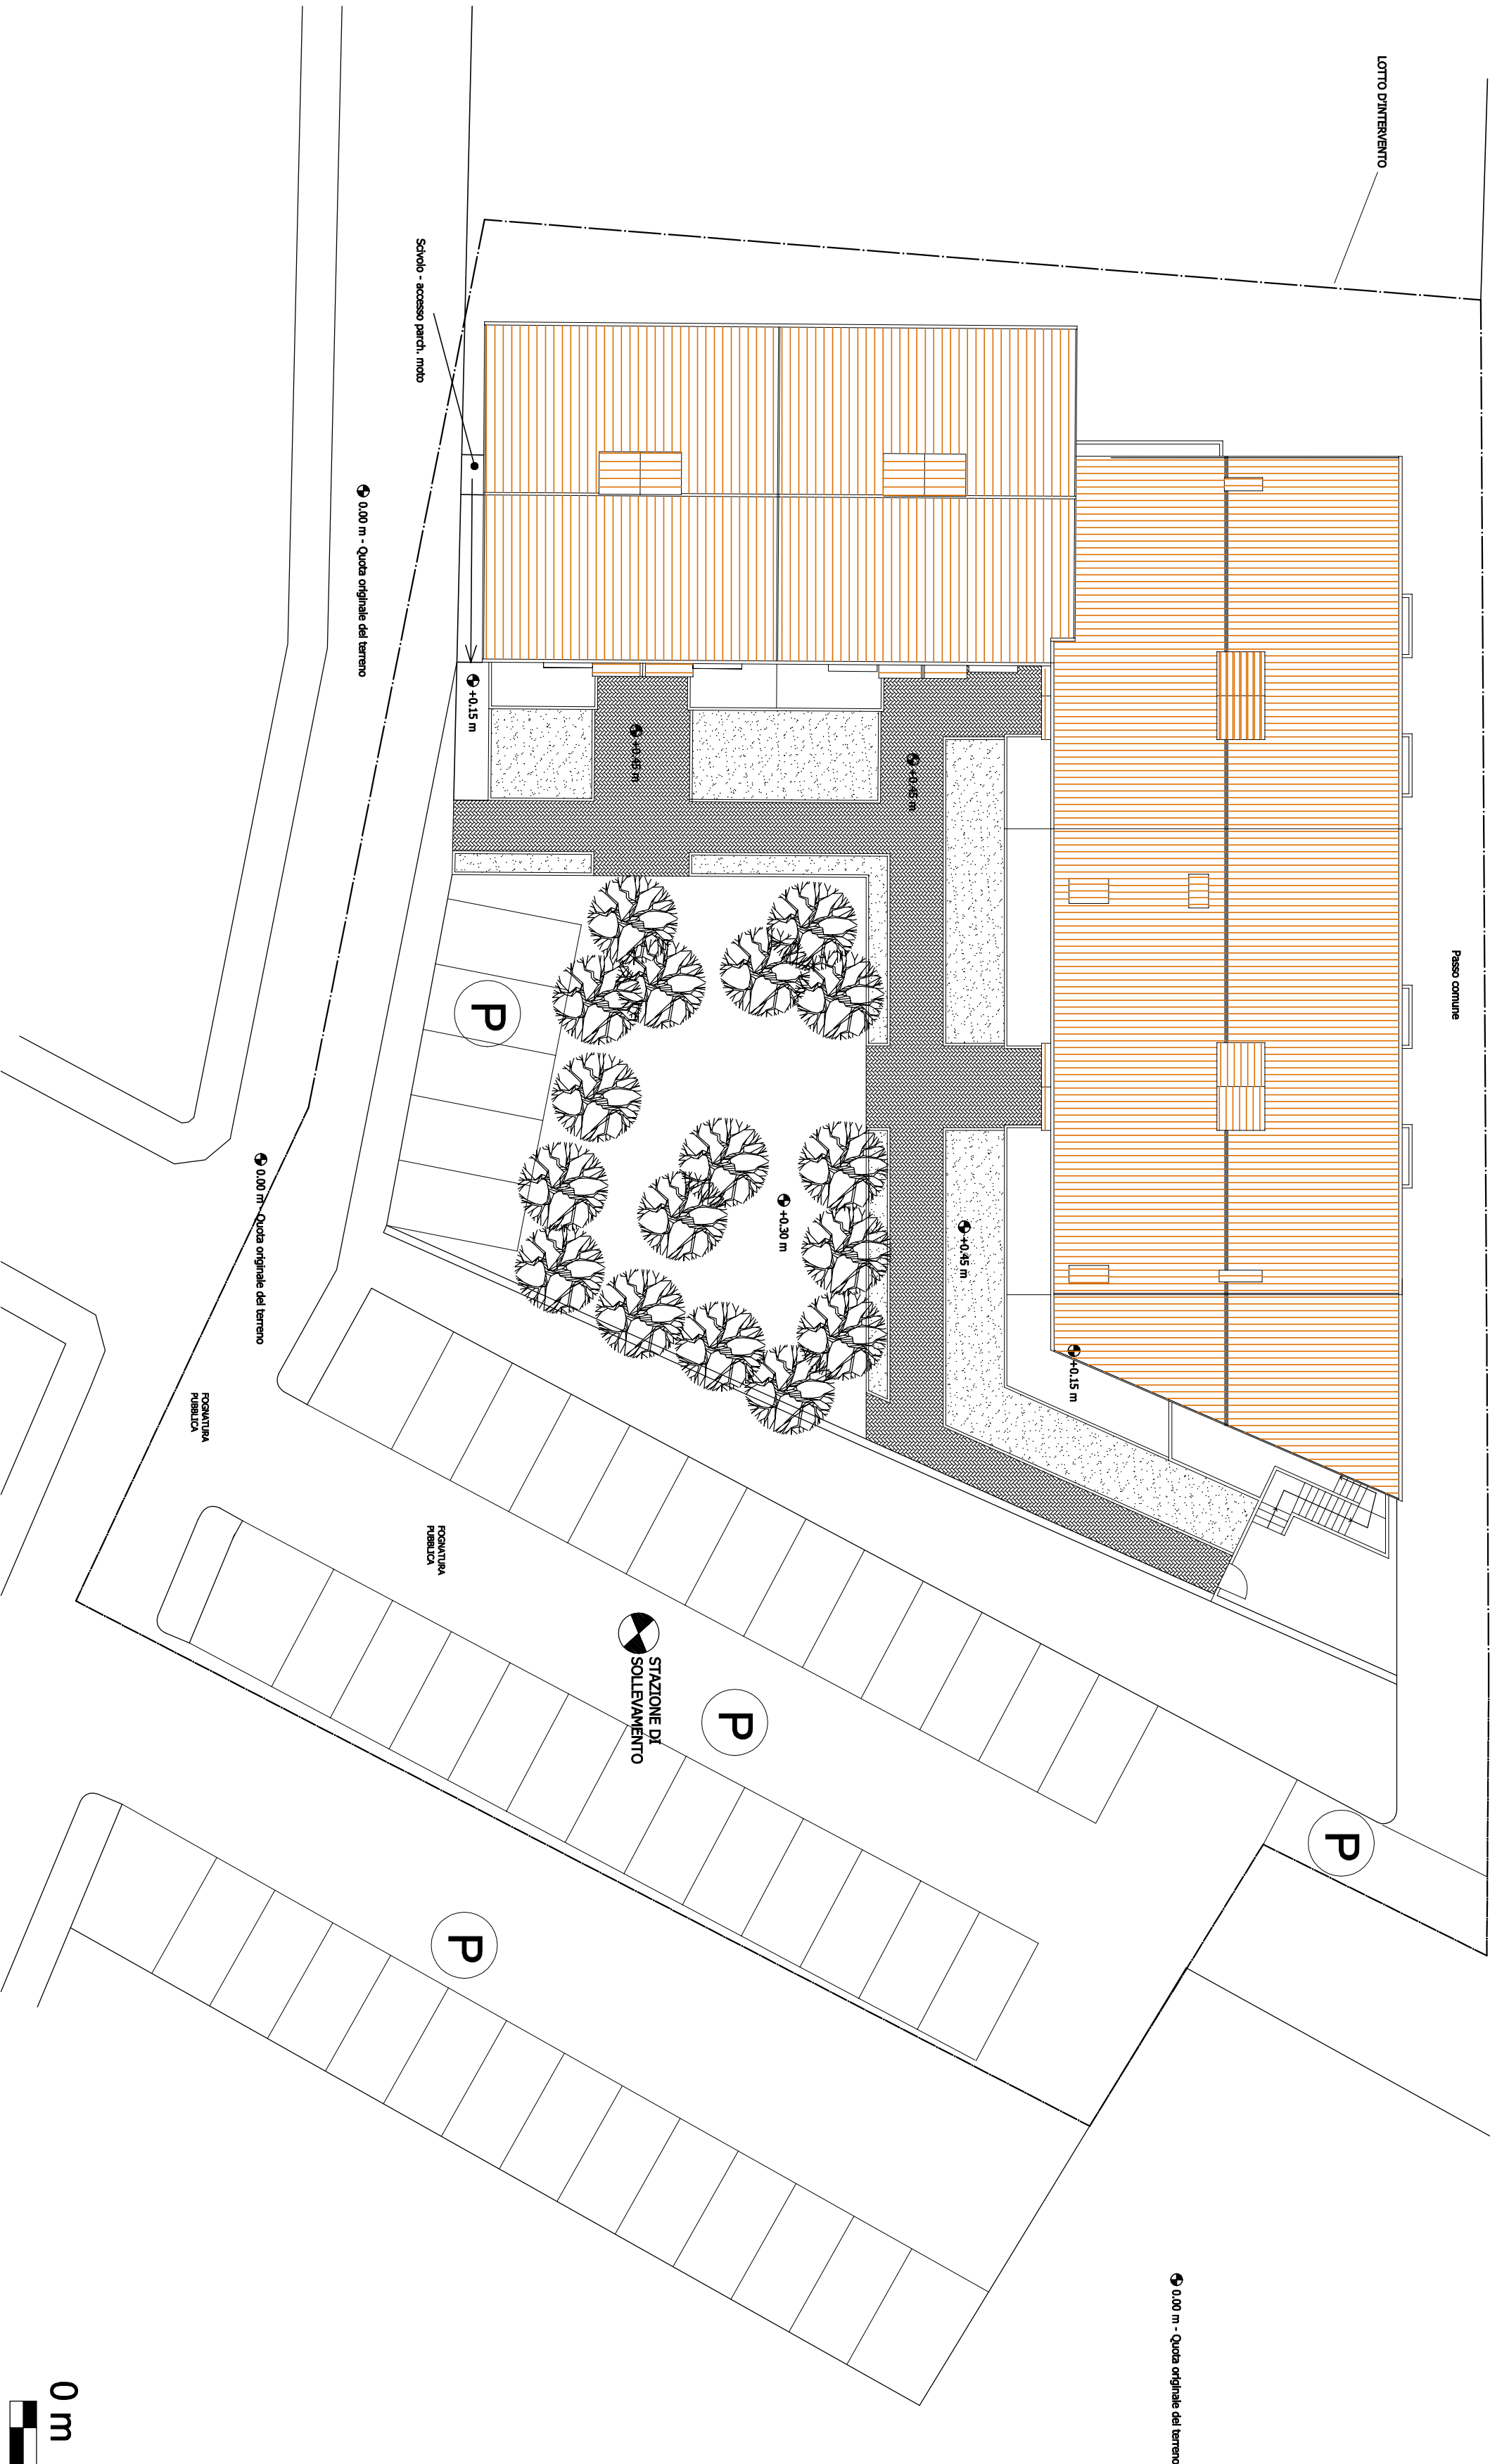 LOTTO D'INTERVENTO
Passo comune
Scivolo - accesso parch. moto
0.00 m - Quota originale del terreno
+0.15 m
+0.45 m
+0.45 m
P
+0.30 m
+0.45 m
+0.15 m
0.00 m - Quota originale del terreno
FOGNATURA
PUBBLICA
FOGNATURA
PUBBLICA
STAZIONE DI
SOLLEVAMENTO
P
P
P
0.00 m - Quota originale del terreno
0 m